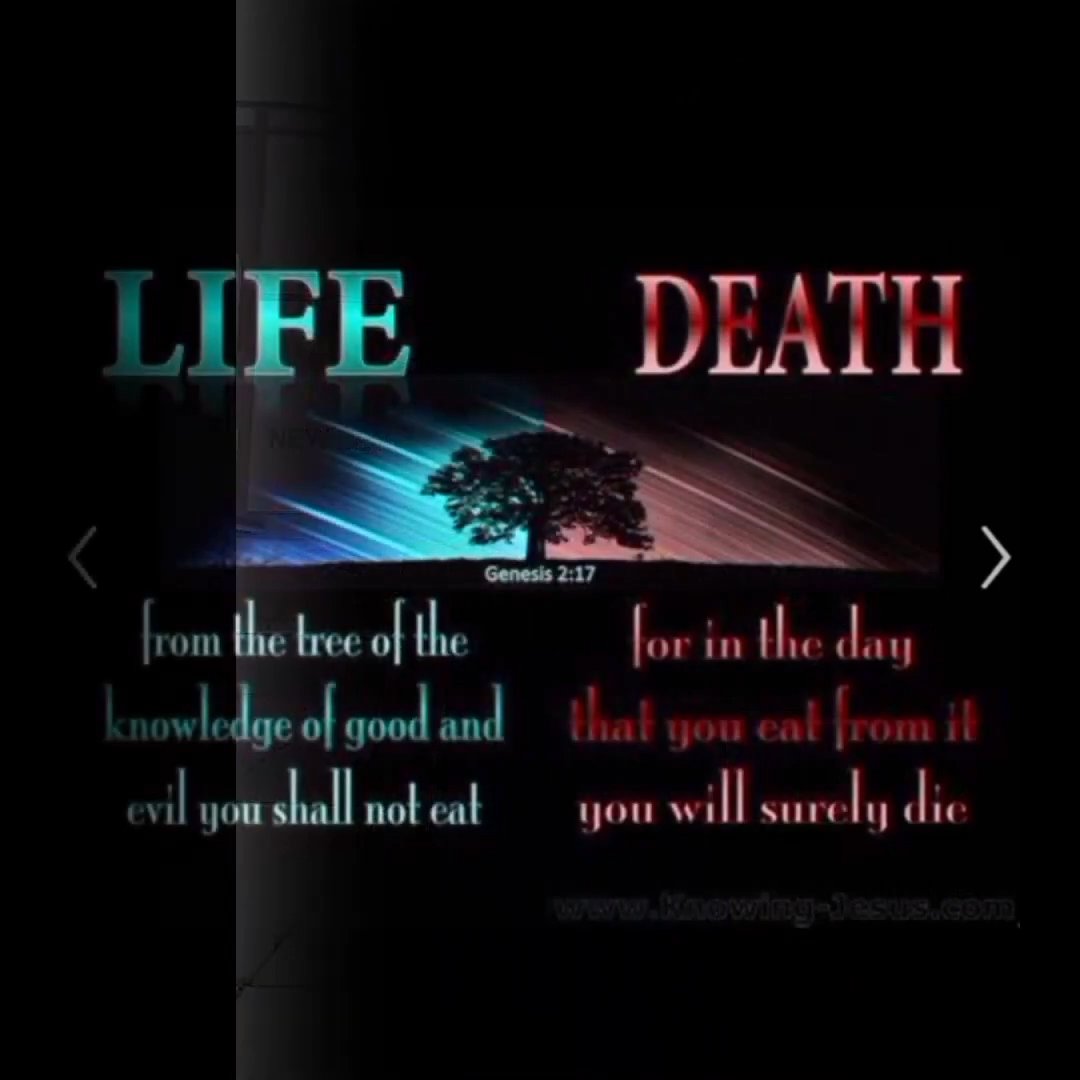 LIFE
DEATH
Genesis 2:17
from the tree of the
knowledge of good and
evil you shall not eat
for in the day
that you eat from it
you will surely die
www.Knowing-Jesus.com